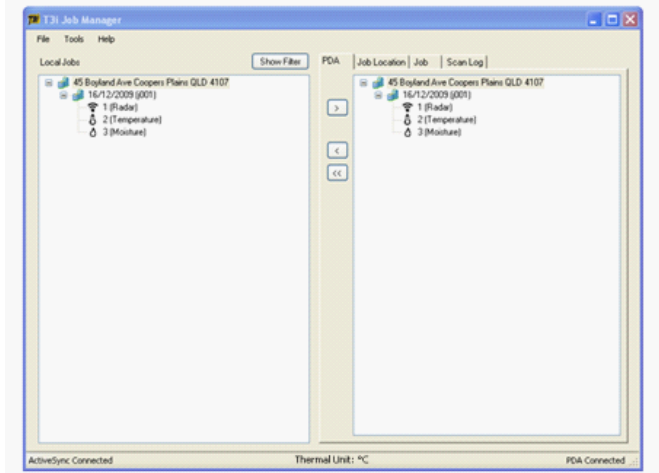 T3i Job Manager
File Tools Help
Local Jobs Show Filter PDA Job Location Job Scan Log
45 Boyland Ave Coopers Plains QLD 4107
16/12/2009 (j001)
1 (Radar)
2 (Temperature)
3 (Moisture)
>
<
<<
45 Boyland Ave Coopers Plains QLD 4107
16/12/2009 (j001)
1 (Radar)
2 (Temperature)
3 (Moisture)
ActiveSync Connected Thermal Unit: °C PDA Connected